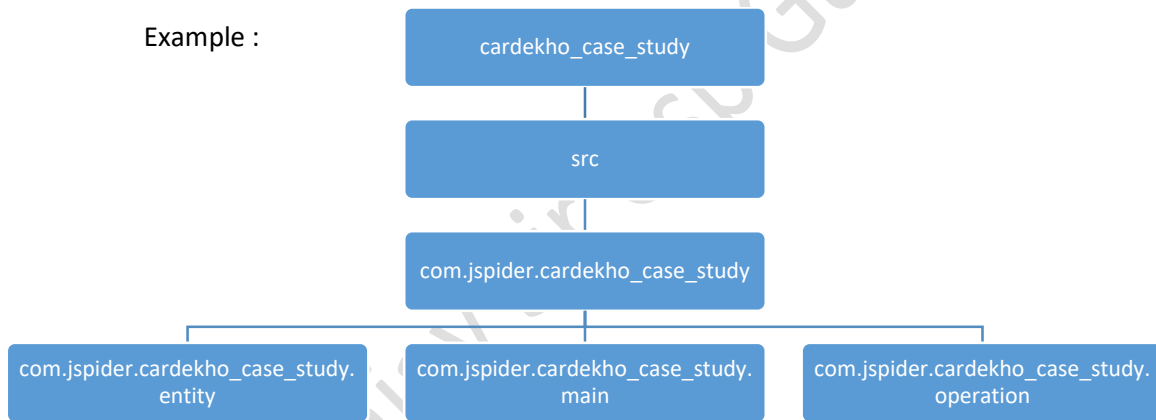 Example :
cardekho_case_study
src
com.jspider.cardekho_case_study
com.jspider.cardekho_case_study.
entity
com.jspider.cardekho_case_study.
main
com.jspider.cardekho_case_study.
operation